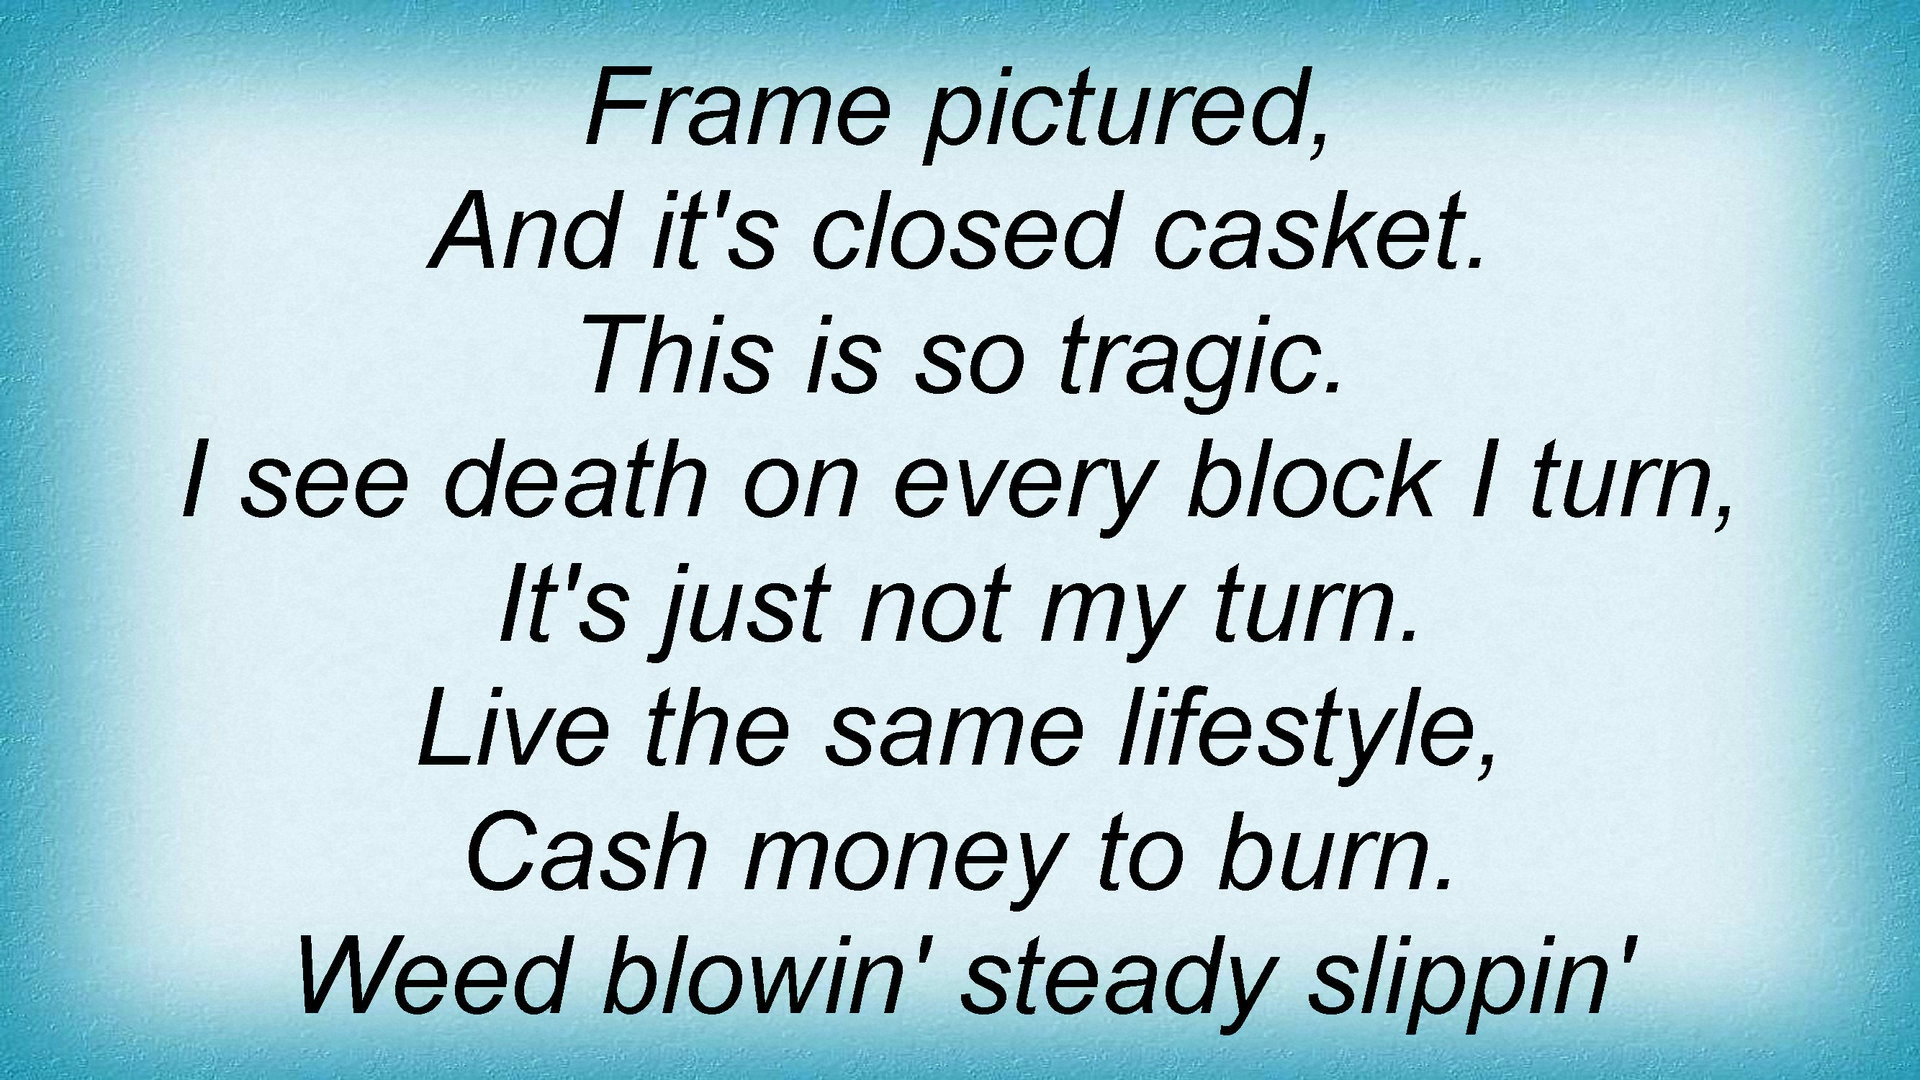 Frame pictured,
And it's closed casket.
This is so tragic.
I see death on every block I turn,
It's just not my turn.
Live the same lifestyle,
Cash money to burn.
Weed blowin' steady slippin'